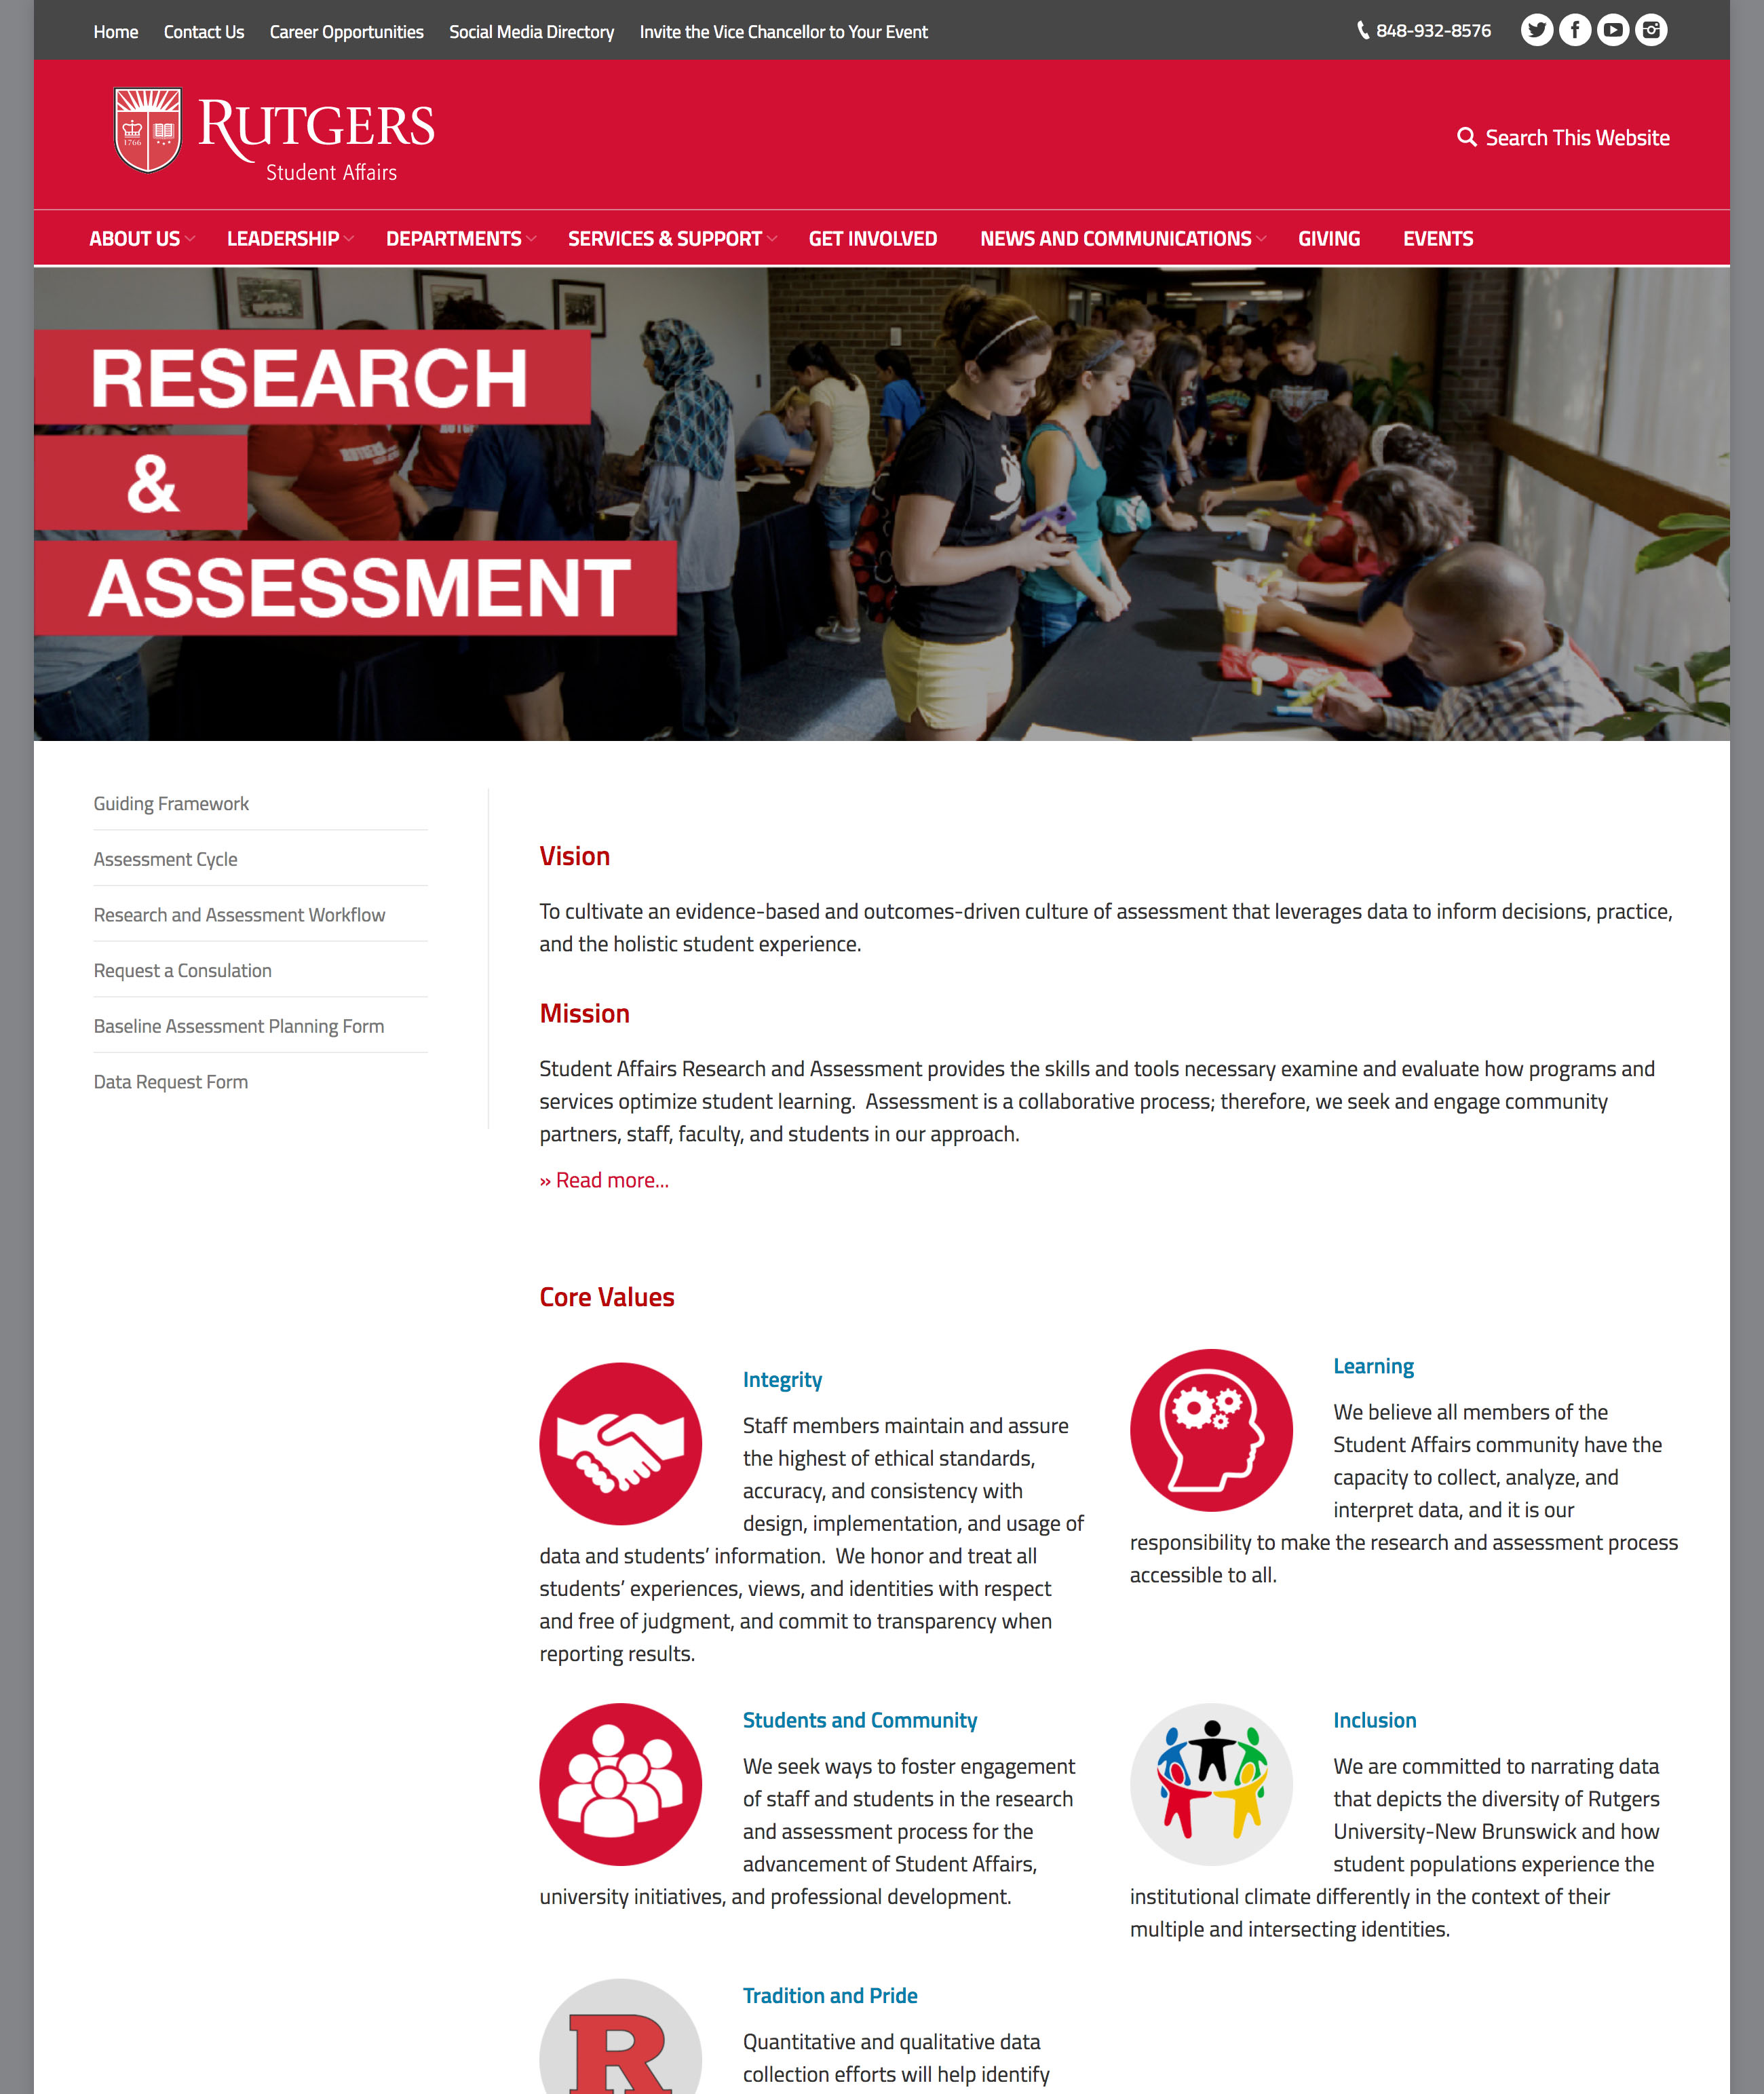 Home Contact Us Career Opportunities Social Media Directory Invite the Vice Chancellor to Your Event 848-932-8576
1766
RUTGERS
Student Affairs
Search This Website
ABOUT US LEADERSHIP DEPARTMENTS SERVICES & SUPPORT GET INVOLVED NEWS AND COMMUNICATIONS GIVING EVENTS
RESEARCH
&
ASSESSMENT
Guiding Framework
Assessment Cycle
Research and Assessment Workflow
Request a Consulation
Baseline Assessment Planning Form
Data Request Form
Vision
To cultivate an evidence-based and outcomes-driven culture of assessment that leverages data to inform decisions, practice,
and the holistic student experience.
Mission
Student Affairs Research and Assessment provides the skills and tools necessary examine and evaluate how programs and
services optimize student learning.  Assessment is a collaborative process; therefore, we seek and engage community
partners, staff, faculty, and students in our approach.
» Read more...
Core Values
Integrity
Staff members maintain and assure
the highest of ethical standards,
accuracy, and consistency with
design, implementation, and usage of
data and students’ information.  We honor and treat all
students’ experiences, views, and identities with respect
and free of judgment, and commit to transparency when
reporting results.
Learning
We believe all members of the
Student Affairs community have the
capacity to collect, analyze, and
interpret data, and it is our
responsibility to make the research and assessment process
accessible to all.
Students and Community
We seek ways to foster engagement
of staff and students in the research
and assessment process for the
advancement of Student Affairs,
university initiatives, and professional development.
Inclusion
We are committed to narrating data
that depicts the diversity of Rutgers
University-New Brunswick and how
student populations experience the
institutional climate differently in the context of their
multiple and intersecting identities.
R
Tradition and Pride
Quantitative and qualitative data
collection efforts will help identify